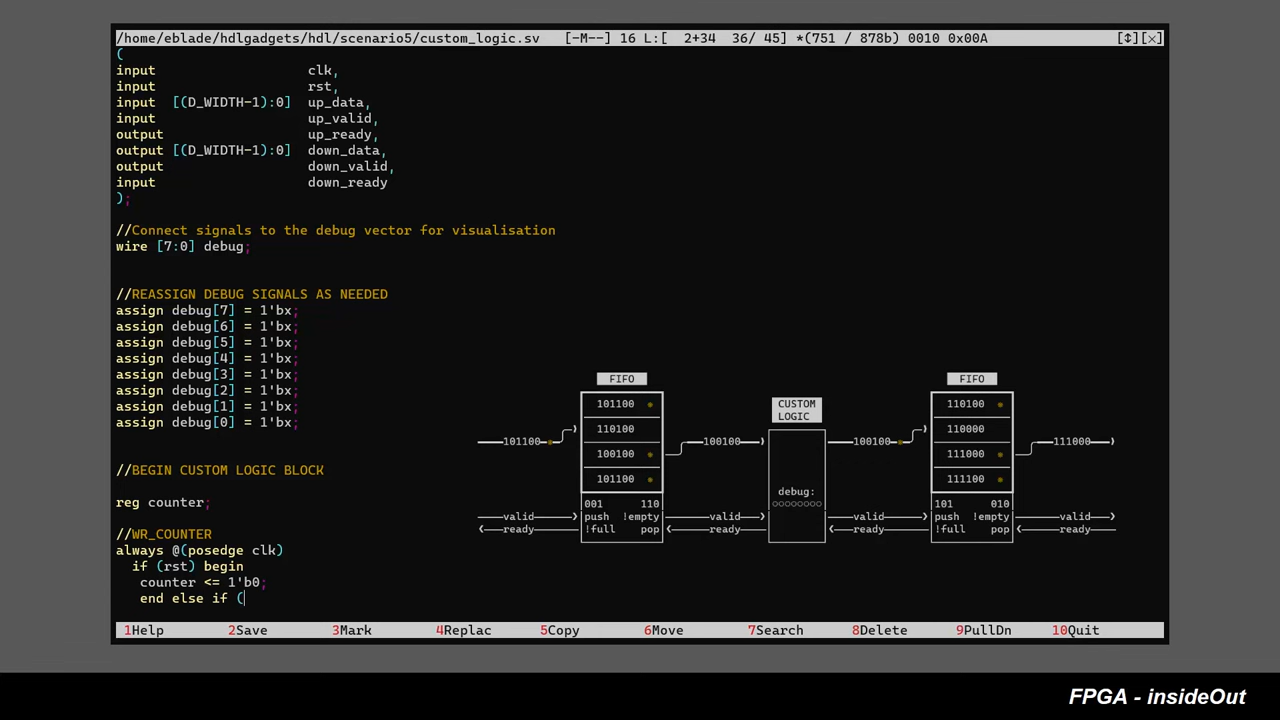 /home/eblade/hdlgadgets/hdl/scenario5/custom_logic.sv [-M--] 16 L:[ 2+34 36/ 45] *(751 / 878b) 0010 0x00A [↕][×]
(
input clk,
input rst,
input [(D_WIDTH-1):0] up_data,
input up_valid,
output up_ready,
output [(D_WIDTH-1):0] down_data,
output down_valid,
input down_ready
);
//Connect signals to the debug vector for visualisation
wire [7:0] debug;
//REASSIGN DEBUG SIGNALS AS NEEDED
assign debug[7] = 1'bx;
assign debug[6] = 1'bx;
assign debug[5] = 1'bx;
assign debug[4] = 1'bx;
assign debug[3] = 1'bx;
assign debug[2] = 1'bx;
assign debug[1] = 1'bx;
assign debug[0] = 1'bx;
//BEGIN CUSTOM LOGIC BLOCK
reg counter;
//WR_COUNTER
always @(posedge clk)
if (rst) begin
counter <= 1'b0;
end else if (
FIFO
101100
110100
100100
101100
001 110
push !empty
!full pop
101100
valid
ready
100100
valid
ready
CUSTOM
LOGIC
debug:
○○○○○○○○
100100
valid
ready
FIFO
110100
110000
111000
111100
101 010
push !empty
!full pop
111000
valid
ready
1Help 2Save 3Mark 4Replac 5Copy 6Move 7Search 8Delete 9PullDn 10Quit
FPGA - insideOut